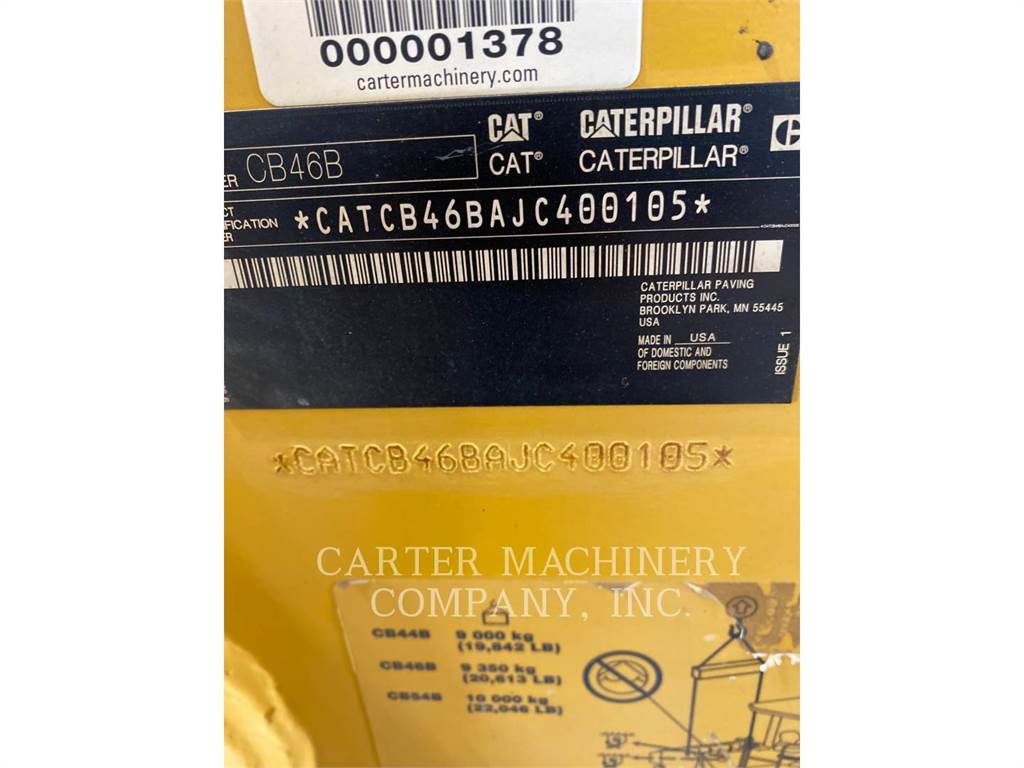 000001378
cartermachinery.com
CAT® CATERPILLAR®
CB46B CAT® CATERPILLAR®
*CATCB46BAJC400105*
CATERPILLAR PAVING
PRODUCTS INC.
BROOKLYN PARK, MN 55445
USA
MADE IN USA
OF DOMESTIC AND
FOREIGN COMPONENTS
ISSUE 1
*CATCB46BAJC400105*
CARTER MACHINERY
COMPANY, INC.
CB44B 9 000 kg
(19,842 LB)
CB46B 9 350 kg
(20,613 LB)
CB54B 10 000 kg
(22,046 LB)